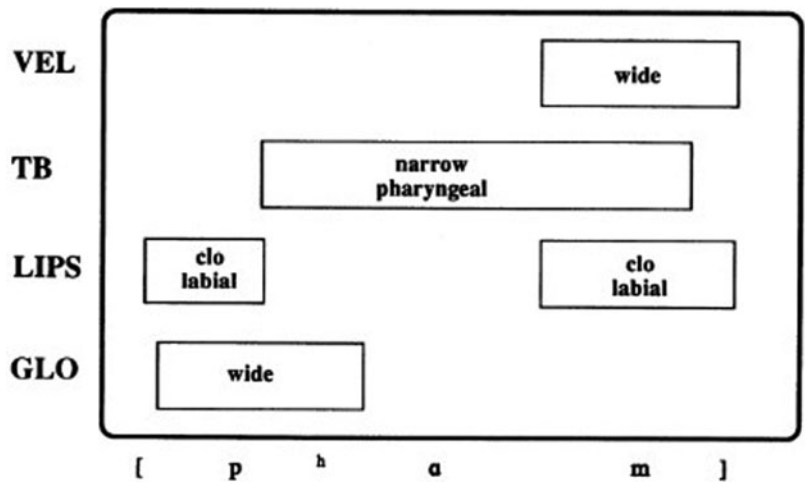 VEL
wide
TB
narrow
pharyngeal
LIPS
clo
labial
clo
labial
GLO
wide
[ p ʰ ɑ m ]